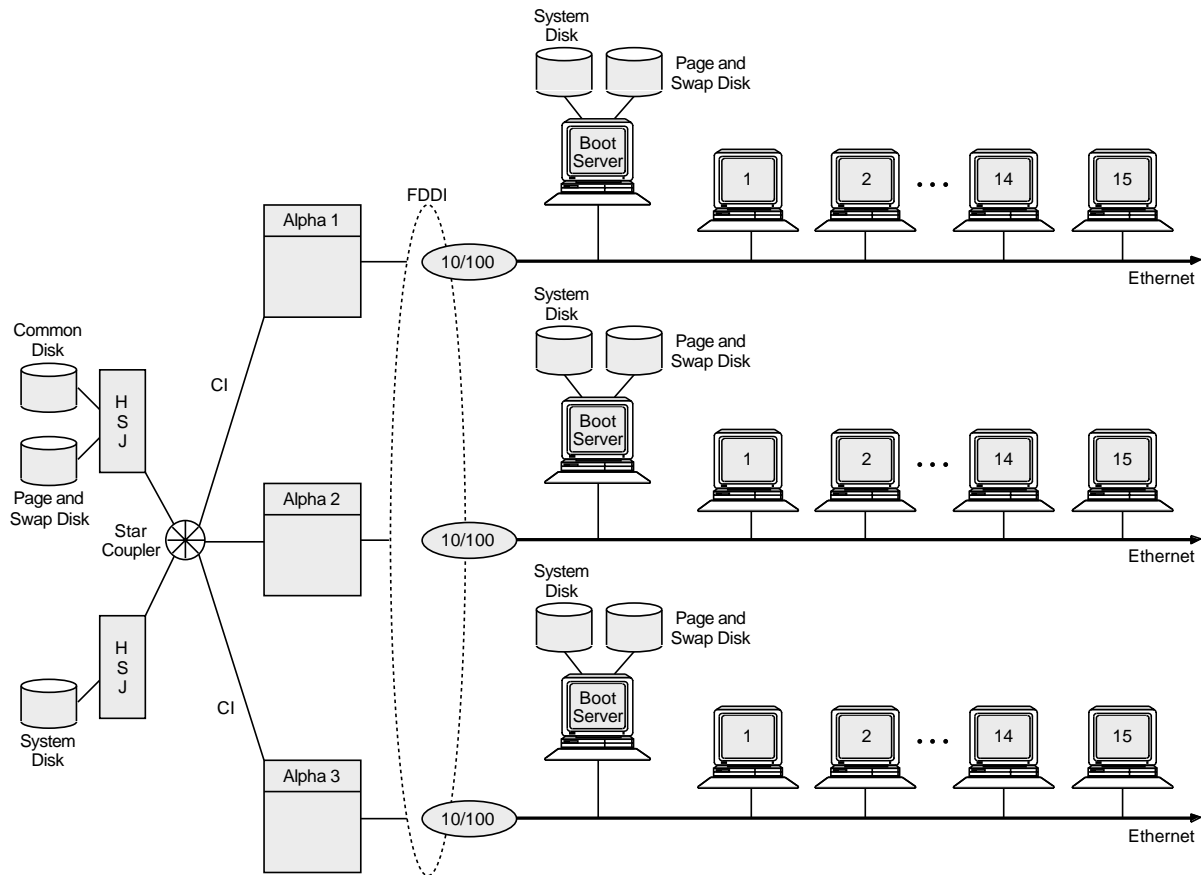 System
Disk
Page and
Swap Disk
Boot
Server
1
2
...
14
15
FDDI
Alpha 1
10/100
Ethernet
System
Disk
Page and
Swap Disk
Common
Disk
CI
H
S
J
Boot
Server
1
2
...
14
15
Page and
Swap Disk
Alpha 2
Star
Coupler
10/100
Ethernet
System
Disk
Page and
Swap Disk
H
S
J
CI
System
Disk
Boot
Server
1
2
...
14
15
Alpha 3
10/100
Ethernet